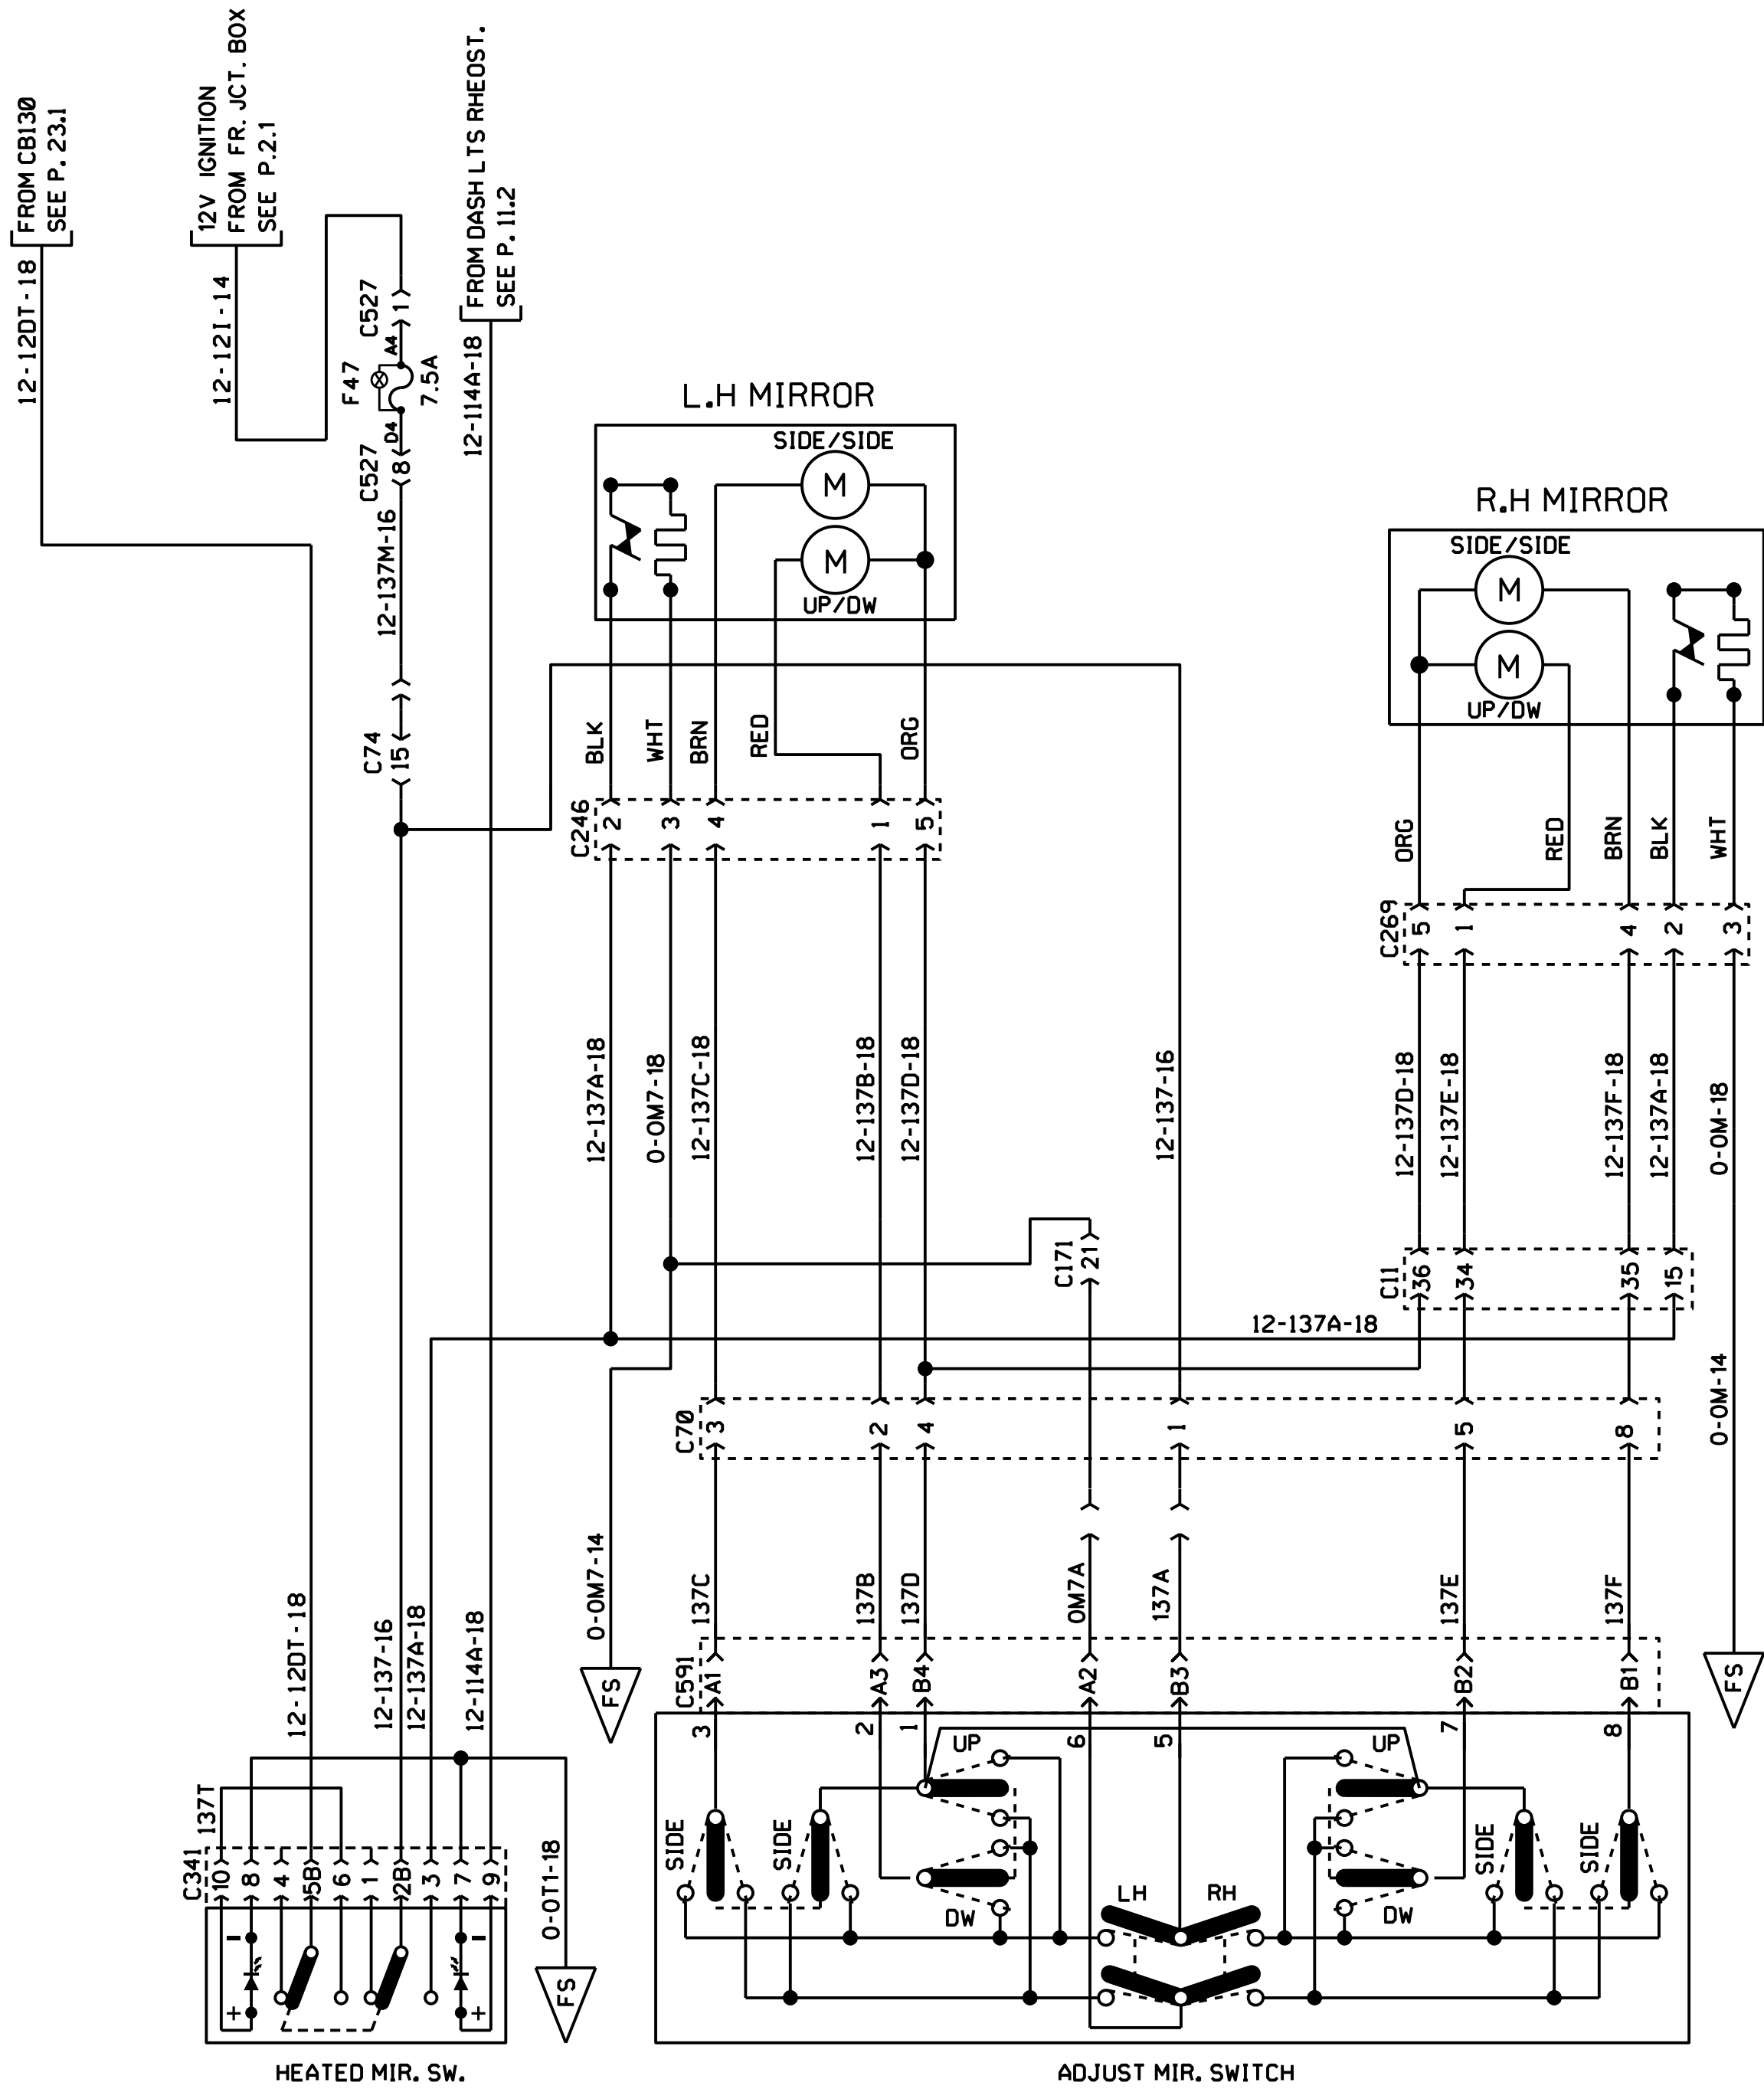 FROM CB130
SEE P. 23.1
12-12DT-18
12V IGNITION
FROM FR. JCT. BOX
SEE P.2.1
12-12I-14
C527
1
A4
F47
7.5A
D4
C527
8
12-137M-16
C74
15
FROM DASH LTS RHEOST.
SEE P. 11.2
12-114A-18
L.H MIRROR
SIDE/SIDE
M
M
UP/DW
BLK
WHT
BRN
RED
ORG
C246
2
3
4
1
5
R.H MIRROR
SIDE/SIDE
M
M
UP/DW
ORG
RED
BRN
BLK
WHT
C269
5
1
4
2
3
12-137A-18
0-0M7-18
12-137C-18
12-137B-18
12-137D-18
12-137-16
12-137D-18
12-137E-18
12-137F-18
12-137A-18
0-0M-18
C171
21
C11
36
34
35
15
12-137A-18
0-0M-14
C70
3
2
4
1
5
8
12-12DT-18
12-137-16
12-137A-18
12-114A-18
0-0M7-14
FS
137C
137B
137D
0M7A
137A
137E
137F
C591
A1
A3
B4
A2
B3
B2
B1
FS
3
2
1
6
5
7
8
UP
UP
SIDE
SIDE
SIDE
SIDE
DW
DW
LH
RH
137T
C341
10
8
4
5B
6
1
2B
3
7
9
0-0T1-18
FS
-
+
-
+
HEATED MIR. SW.
ADJUST MIR. SWITCH